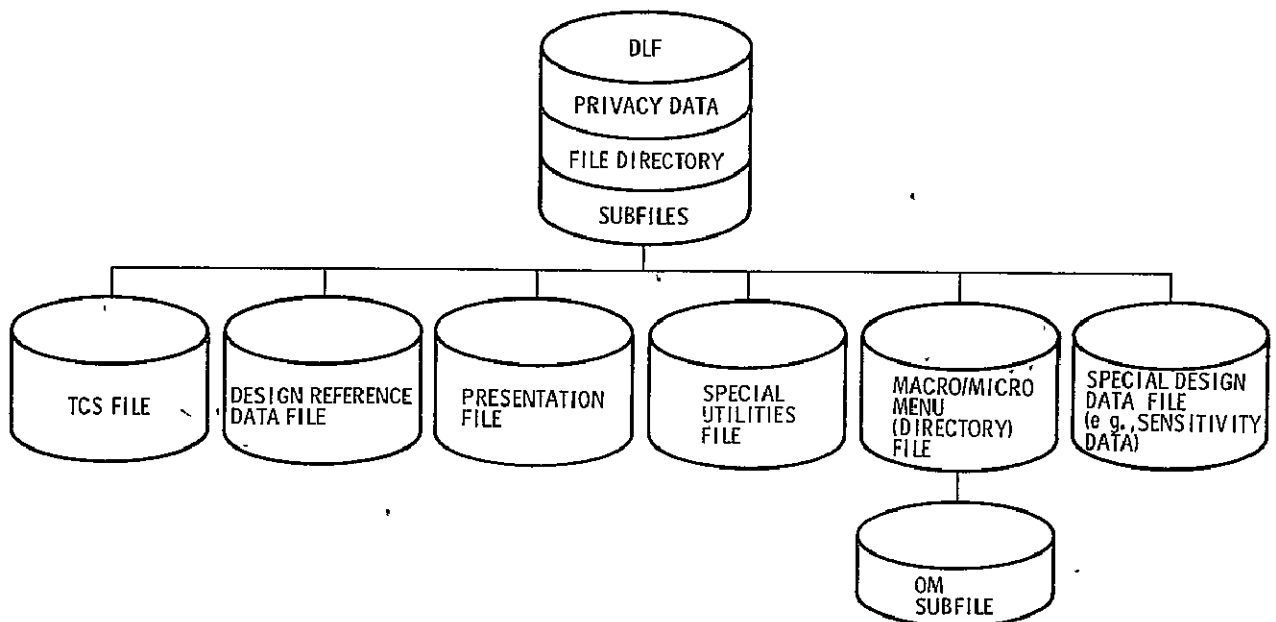 DLF
PRIVACY DATA
FILE DIRECTORY
SUBFILES
TCS FILE
DESIGN REFERENCE
DATA FILE
PRESENTATION
FILE
SPECIAL
UTILITIES
FILE
MACRO/MICRO
MENU
(DIRECTORY)
FILE
SPECIAL DESIGN
DATA FILE
(e g.,SENSITIVITY
DATA)
OM
SUBFILE